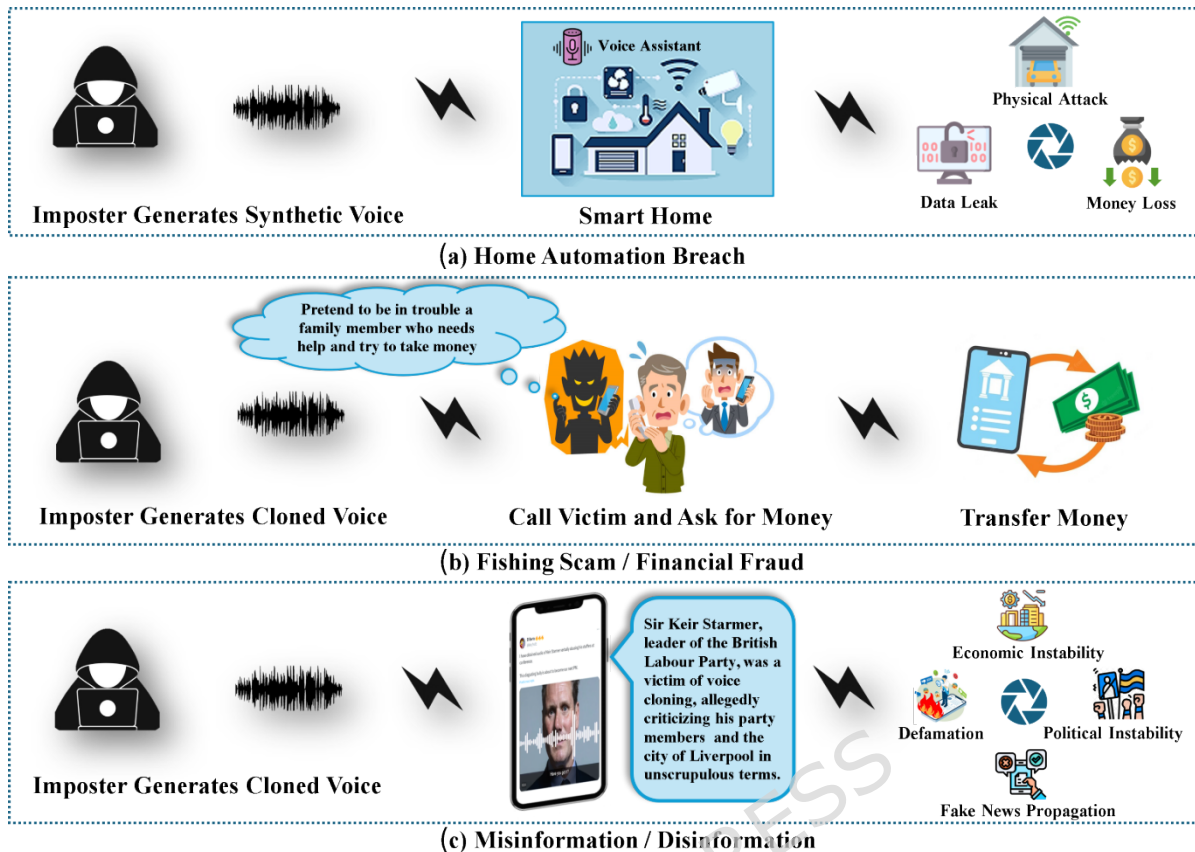 Voice Assistant
Physical Attack
Data Leak
Money Loss
Imposter Generates Synthetic Voice
Smart Home
(a) Home Automation Breach
Pretend to be in trouble a
family member who needs
help and try to take money
Imposter Generates Cloned Voice
Call Victim and Ask for Money
Transfer Money
(b) Fishing Scam / Financial Fraud
Sir Keir Starmer,
leader of the British
Labour Party, was a
victim of voice
cloning, allegedly
criticizing his party
members and the
city of Liverpool in
unscrupulous terms.
Economic Instability
Defamation
Political Instability
Imposter Generates Cloned Voice
Fake News Propagation
(c) Misinformation / Disinformation